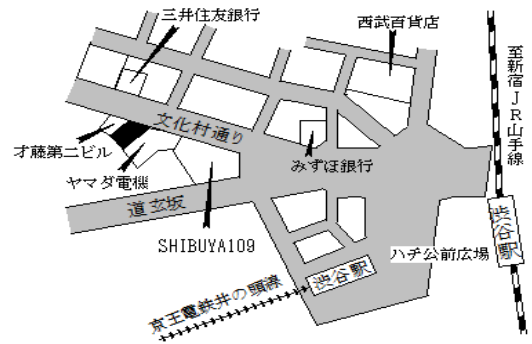 三井住友銀行
西武百貨店
至新宿JR山手線
文化村通り
才藤第二ビル
みずほ銀行
ヤマダ電機
道玄坂
SHIBUYA109
ハチ公前広場
渋谷駅
渋谷駅
京王電鉄井の頭線